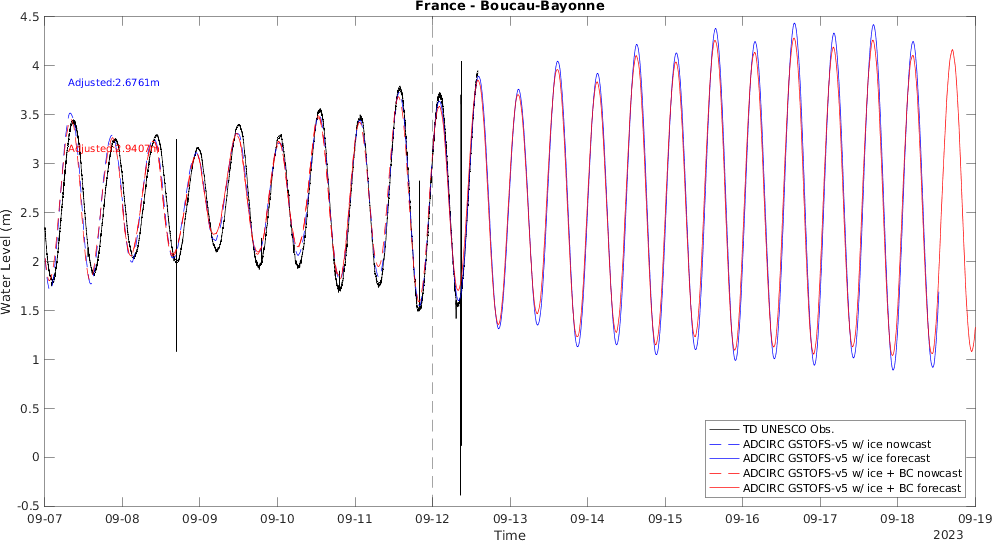 France - Boucau-Bayonne
4.5
4
3.5
3
2.5
2
1.5
1
0.5
0
-0.5
Water Level (m)
Adjusted:2.6761m
TD UNESCO Obs.
ADCIRC GSTOFS-v5 w/ ice nowcast
ADCIRC GSTOFS-v5 w/ ice forecast
ADCIRC GSTOFS-v5 w/ ice + BC nowcast
ADCIRC GSTOFS-v5 w/ ice + BC forecast
09-07 09-08 09-09 09-10 09-11 09-12 09-13 09-14 09-15 09-16 09-17 09-18 09-19
Time
2023